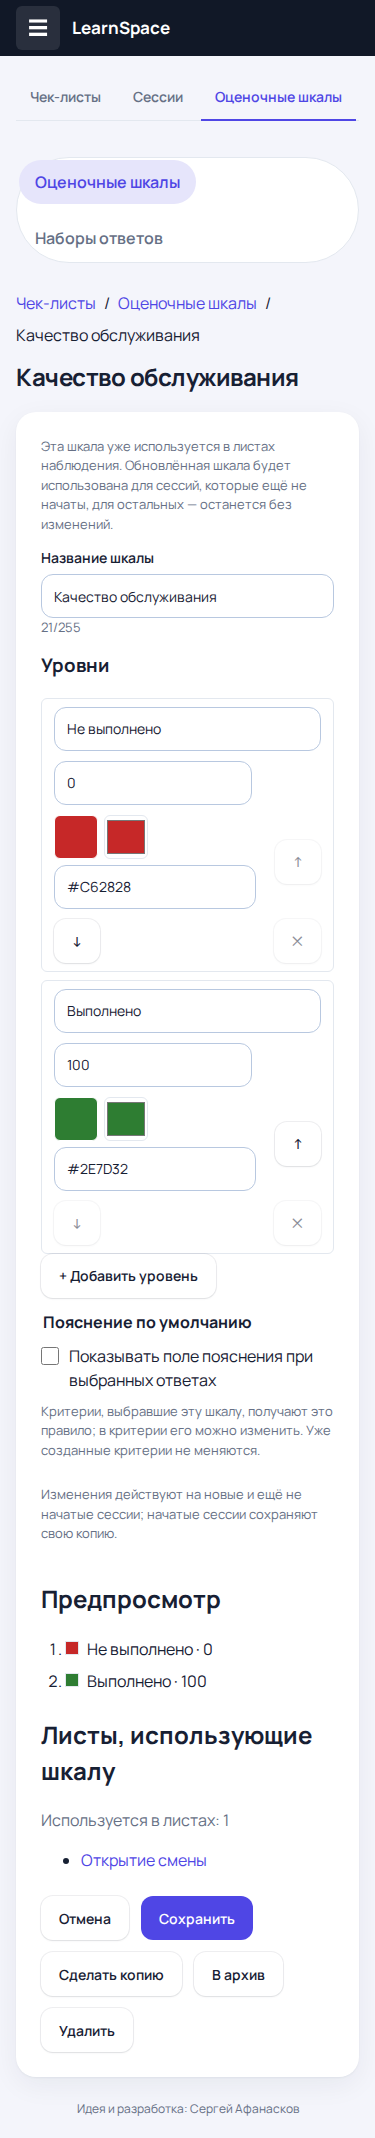 ☰ LearnSpace
Чек-листы Сессии Оценочные шкалы
Оценочные шкалы
Наборы ответов
Чек-листы / Оценочные шкалы /
Качество обслуживания
Качество обслуживания
Эта шкала уже используется в листах
наблюдения. Обновлённая шкала будет
использована для сессий, которые ещё не
начаты, для остальных — останется без
изменений.
Название шкалы
Качество обслуживания
21/255
Уровни
Не выполнено
0
↑
#C62828
↓ ×
Выполнено
100
↑
#2E7D32
↓ ×
+ Добавить уровень
Пояснение по умолчанию
Показывать поле пояснения при
выбранных ответах
Критерии, выбравшие эту шкалу, получают это
правило; в критерии его можно изменить. Уже
созданные критерии не меняются.
Изменения действуют на новые и ещё не
начатые сессии; начатые сессии сохраняют
свою копию.
Предпросмотр
1. Не выполнено · 0
2. Выполнено · 100
Листы, использующие
шкалу
Используется в листах: 1
• Открытие смены
Отмена Сохранить
Сделать копию В архив
Удалить
Идея и разработка: Сергей Афанасков